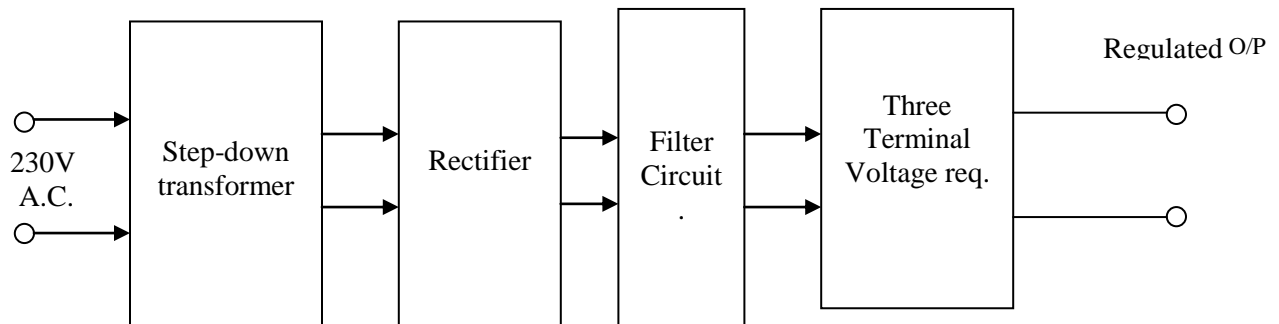 230V
A.C.
Step-down
transformer
Rectifier
Filter
Circuit
.
Three
Terminal
Voltage req.
Regulated O/P